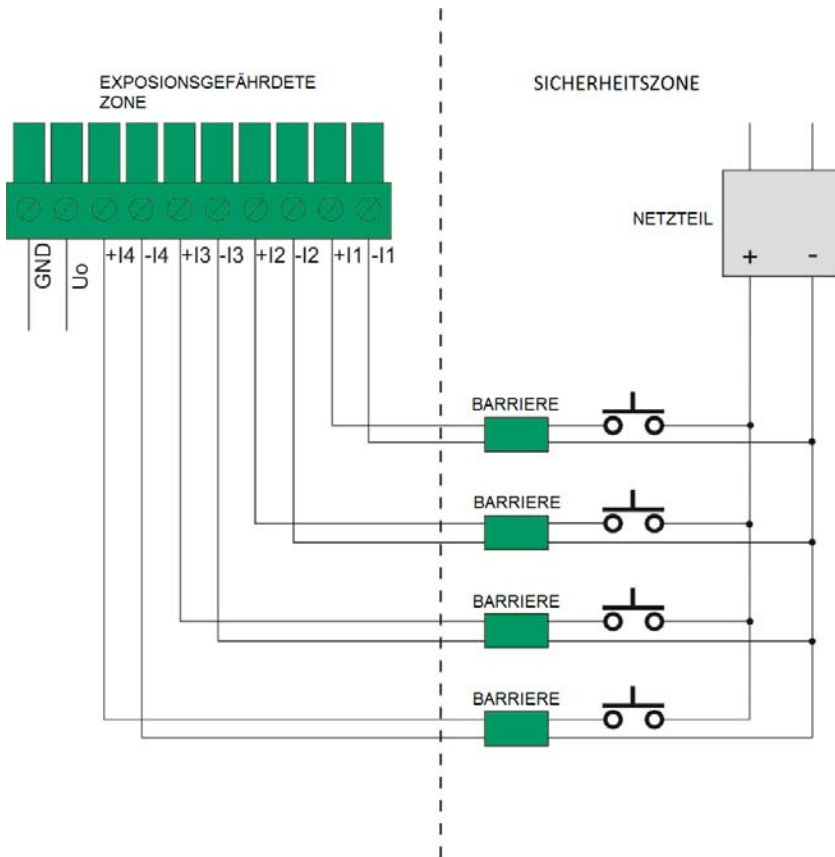 EXPOSIONSGEFÄHRDETE
ZONE
SICHERHEITSZONE
NETZTEIL
+ -
GND
Uo
+I4 -I4 +I3 -I3 +I2 -I2 +I1 -I1
BARRIERE
BARRIERE
BARRIERE
BARRIERE